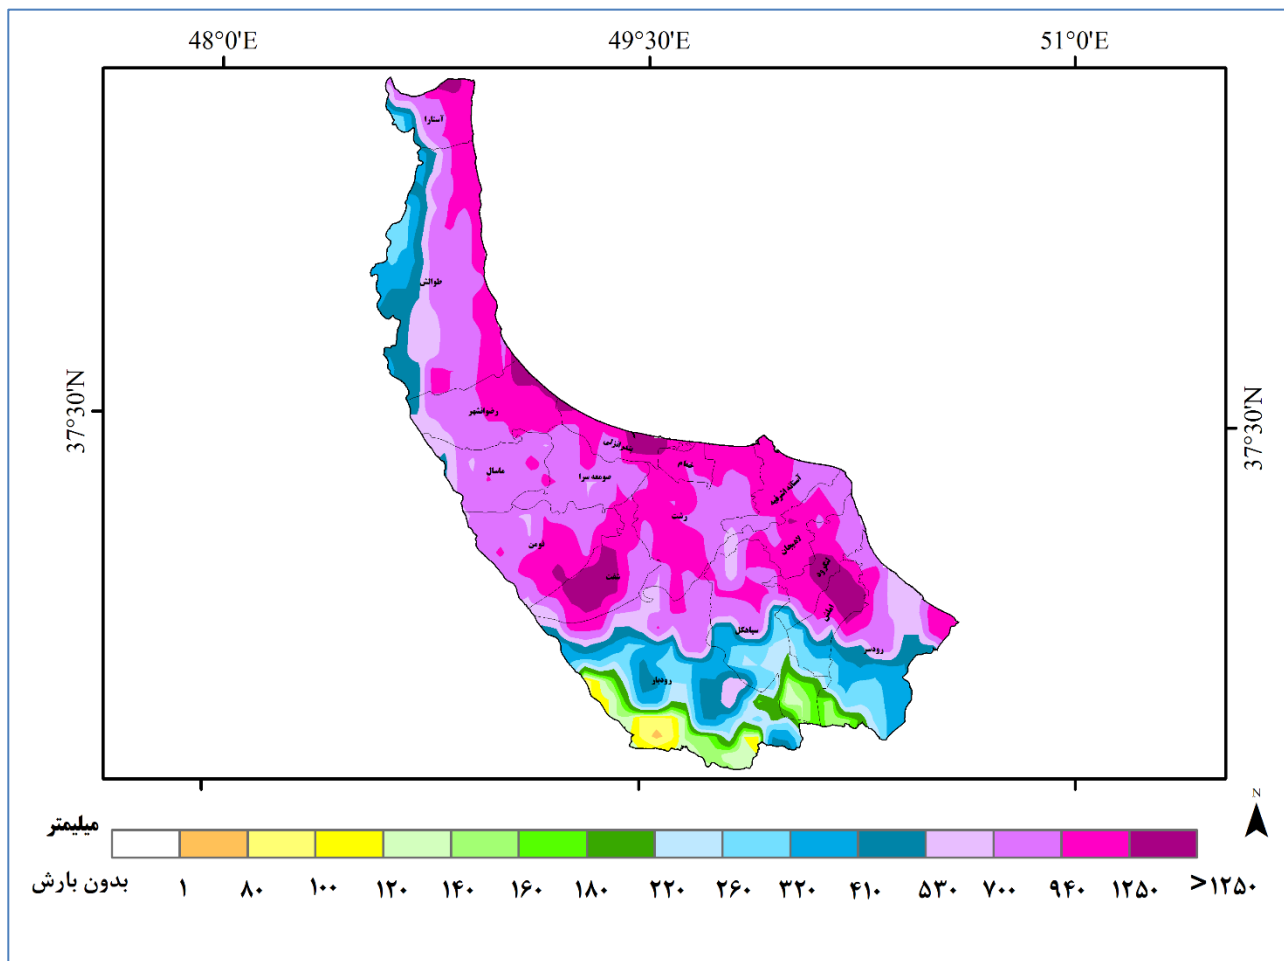 48°0'E 49°30'E 51°0'E
آستارا
طوالش
37°30'N
37°30'N
رضوانشهر
بندرانزلی
خمام
ماسال
صومعه سرا
آستانه اشرفیه
رشت
فومن
لاهیجان
شفت
لنگرود
املش
سیاهکل
رودسر
رودبار
N
میلیمتر
بدون بارش ۱ ۸۰ ۱۰۰ ۱۲۰ ۱۴۰ ۱۶۰ ۱۸۰ ۲۲۰ ۲۶۰ ۳۲۰ ۴۱۰ ۵۳۰ ۷۰۰ ۹۴۰ ۱۲۵۰ >۱۲۵۰